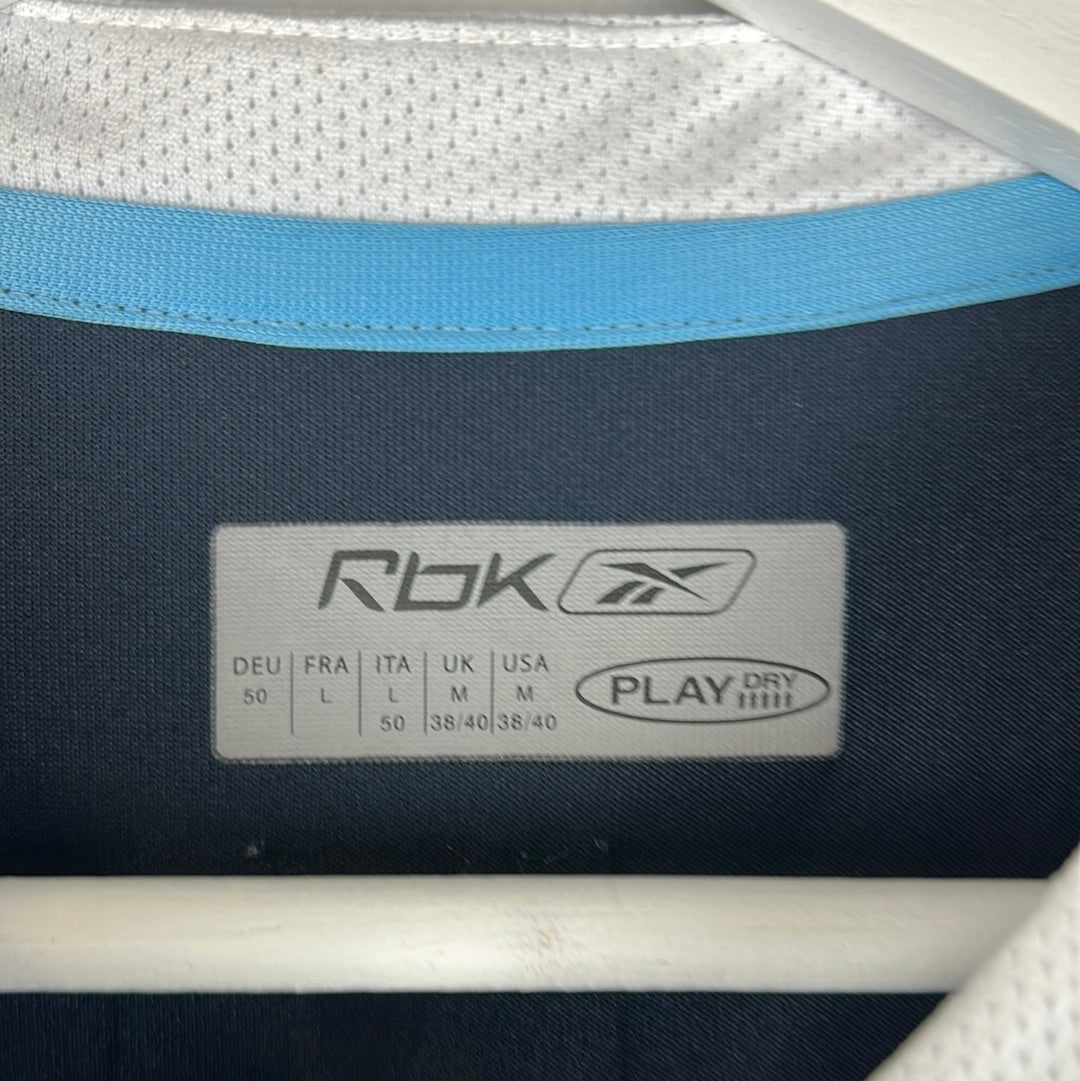 Rbk
DEU FRA ITA UK USA
50 L L M M
50 38/40 38/40
PLAY DRY